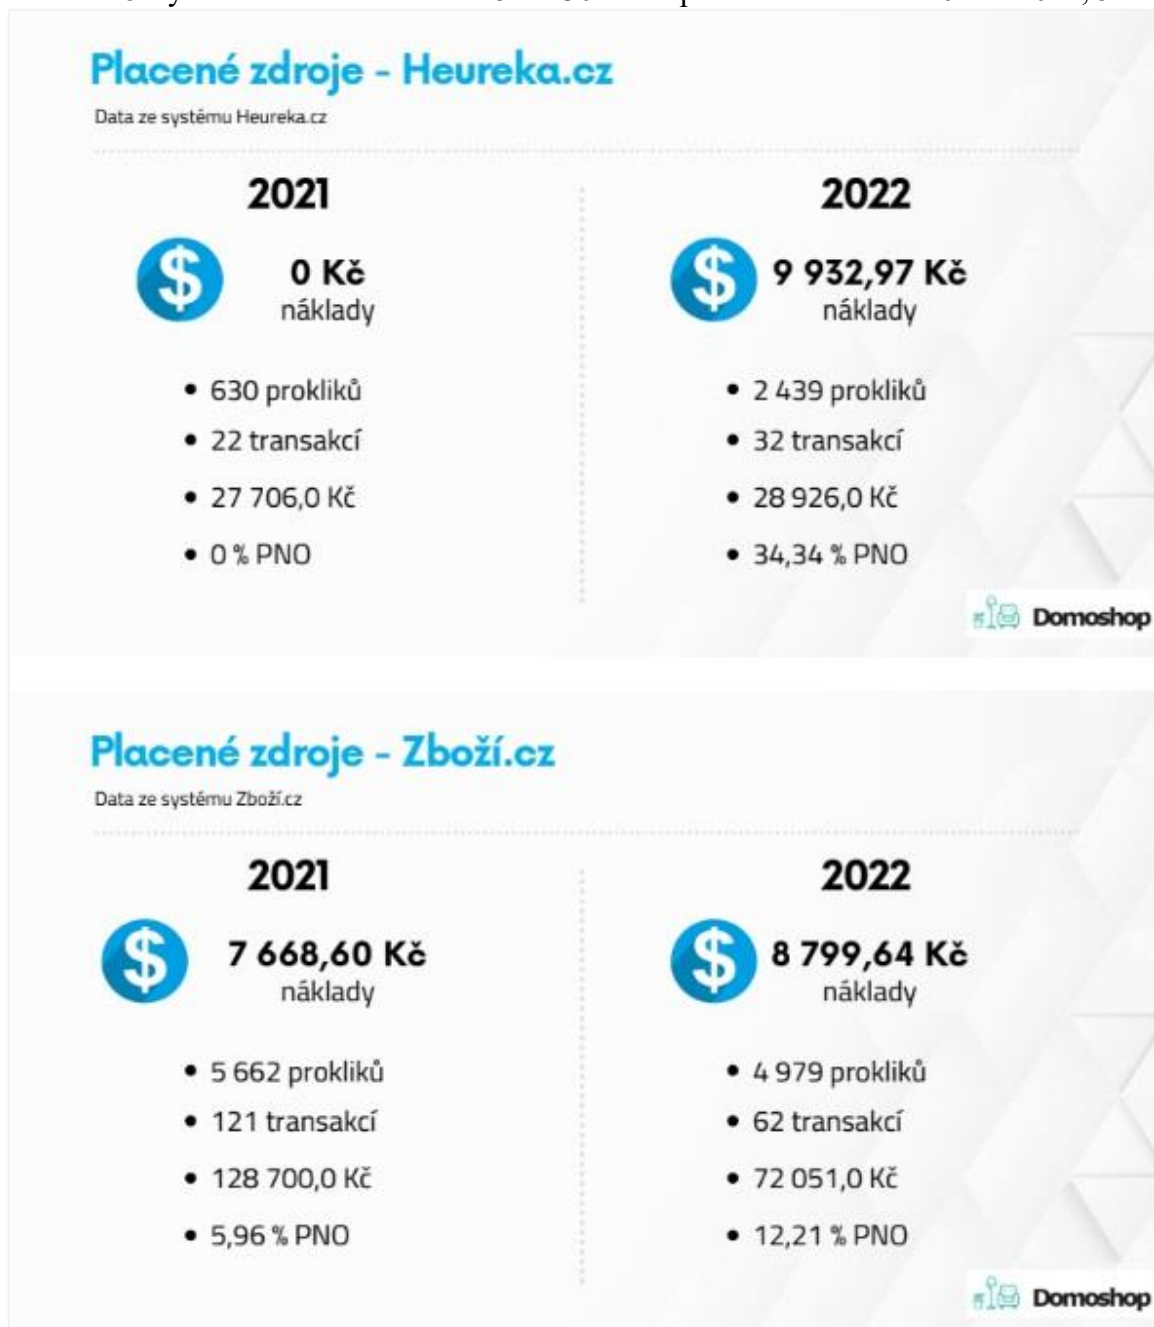 Placené zdroje - Heureka.cz
Data ze systému Heureka.cz
2021
2022
0 Kč
náklady
9 932,97 Kč
náklady
• 630 prokliků
• 22 transakcí
• 27 706,0 Kč
• 0 % PNO
• 2 439 prokliků
• 32 transakcí
• 28 926,0 Kč
• 34,34 % PNO
Domoshop
Placené zdroje - Zboží.cz
Data ze systému Zboží.cz
2021
2022
7 668,60 Kč
náklady
8 799,64 Kč
náklady
• 5 662 prokliků
• 121 transakcí
• 128 700,0 Kč
• 5,96 % PNO
• 4 979 prokliků
• 62 transakcí
• 72 051,0 Kč
• 12,21 % PNO
Domoshop